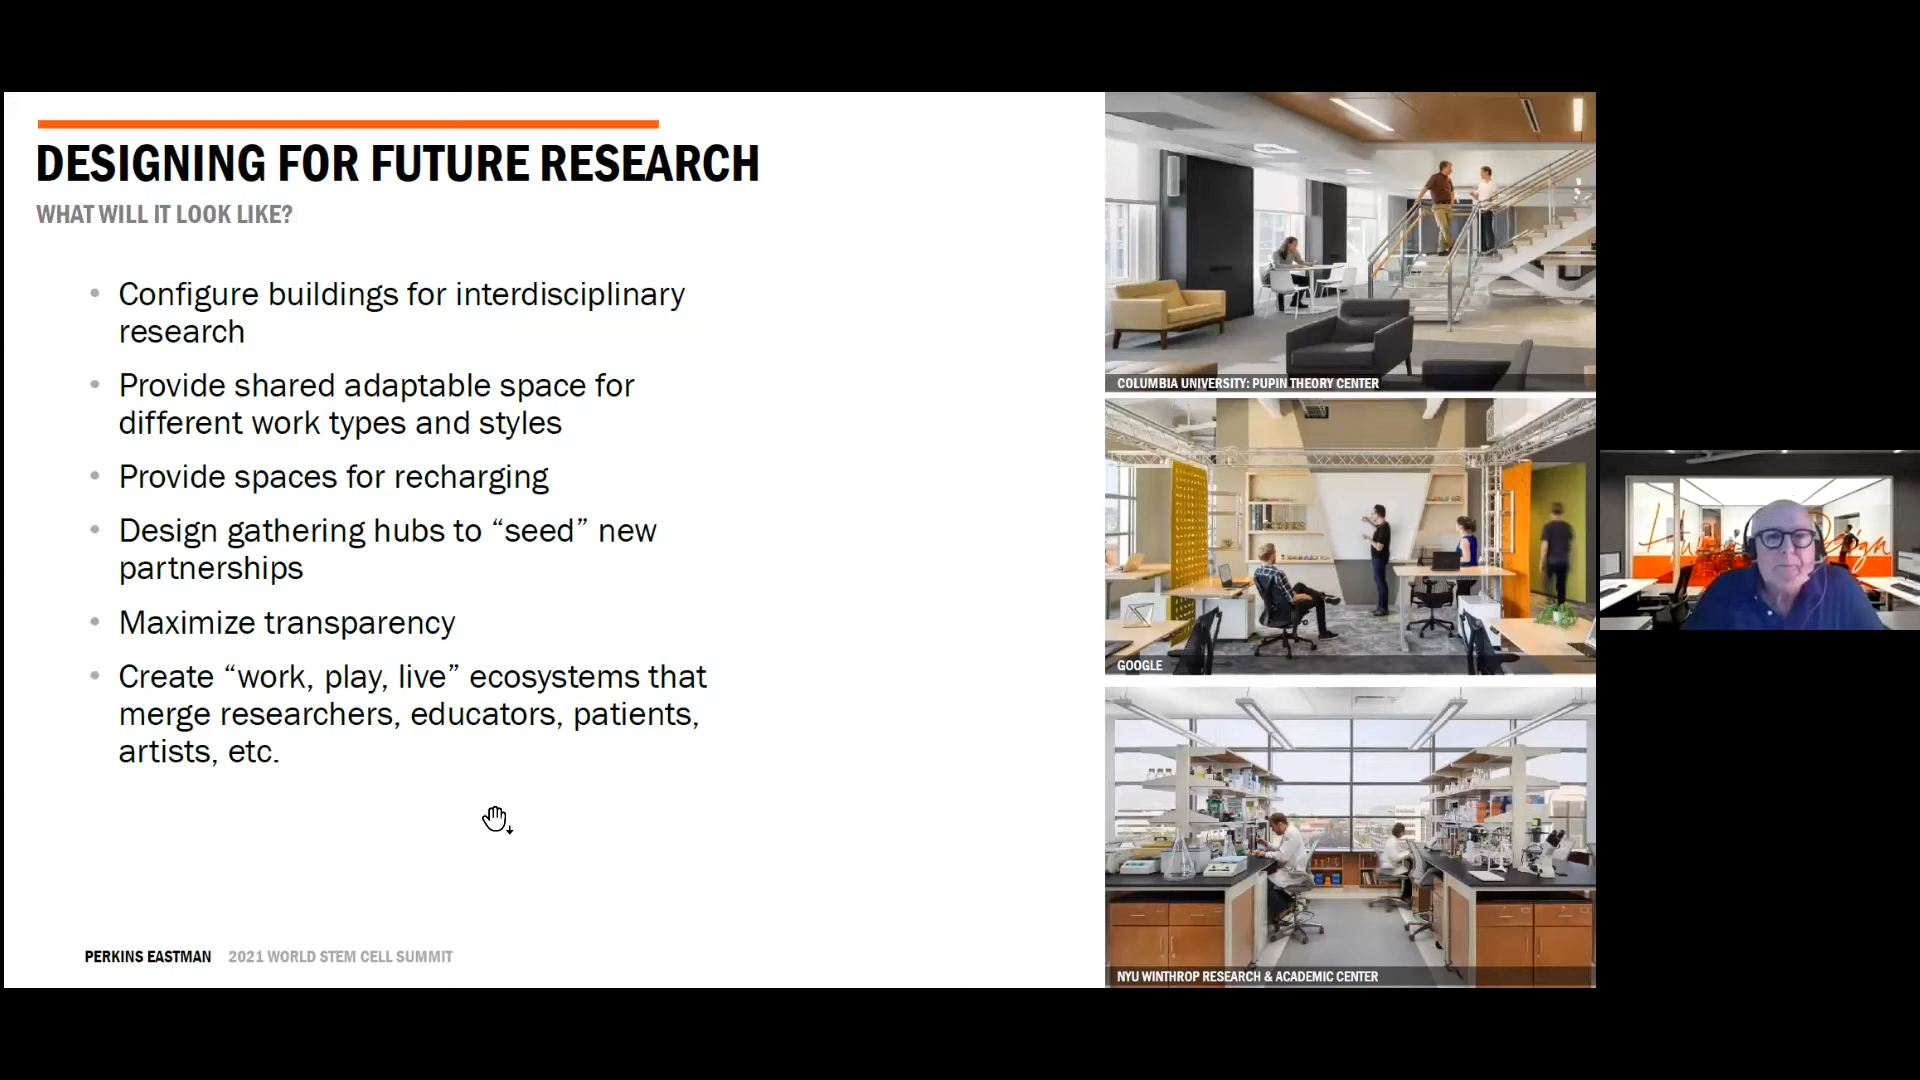 DESIGNING FOR FUTURE RESEARCH
WHAT WILL IT LOOK LIKE?
• Configure buildings for interdisciplinary
research
• Provide shared adaptable space for
different work types and styles
• Provide spaces for recharging
• Design gathering hubs to “seed” new
partnerships
• Maximize transparency
• Create “work, play, live” ecosystems that
merge researchers, educators, patients,
artists, etc.
PERKINS EASTMAN 2021 WORLD STEM CELL SUMMIT
COLUMBIA UNIVERSITY: PUPIN THEORY CENTER
GOOGLE
NYU WINTHROP RESEARCH & ACADEMIC CENTER